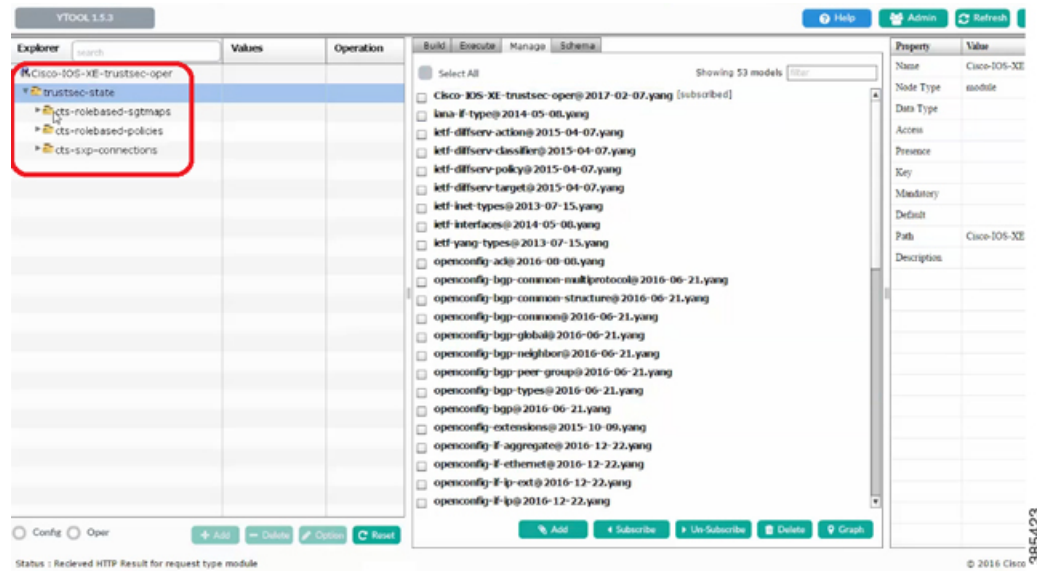 YTOOL 1.5.3
Help
Admin
Refresh
Explorer
search
Values
Operation
Cisco-IOS-XE-trustsec-oper
trustsec-state
cts-rolebased-sgtmaps
cts-rolebased-policies
cts-sxp-connections
Config
Oper
Add
Delete
Option
Reset
Build Execute Manage Schema
Select All
Showing 53 models
filter
Cisco-IOS-XE-trustsec-oper@2017-02-07.yang [subscribed]
iana-if-type@2014-05-08.yang
ietf-diffserv-action@2015-04-07.yang
ietf-diffserv-classifier@2015-04-07.yang
ietf-diffserv-policy@2015-04-07.yang
ietf-diffserv-target@2015-04-07.yang
ietf-inet-types@2013-07-15.yang
ietf-interfaces@2014-05-08.yang
ietf-yang-types@2013-07-15.yang
openconfig-acl@2016-08-08.yang
openconfig-bgp-common-multiprotocol@2016-06-21.yang
openconfig-bgp-common-structure@2016-06-21.yang
openconfig-bgp-common@2016-06-21.yang
openconfig-bgp-global@2016-06-21.yang
openconfig-bgp-neighbor@2016-06-21.yang
openconfig-bgp-peer-group@2016-06-21.yang
openconfig-bgp-types@2016-06-21.yang
openconfig-bgp@2016-06-21.yang
openconfig-extensions@2015-10-09.yang
openconfig-if-aggregate@2016-12-22.yang
openconfig-if-ethernet@2016-12-22.yang
openconfig-if-ip-ext@2016-12-22.yang
openconfig-if-ip@2016-12-22.yang
Add
Subscribe
Un-Subscribe
Delete
Graph
Property Value
Name Cisco-IOS-XE
Node Type module
Data Type
Access
Presence
Key
Mandatory
Default
Path Cisco-IOS-XE
Description
Status : Recieved HTTP Result for request type module
© 2016 Cisco
385423